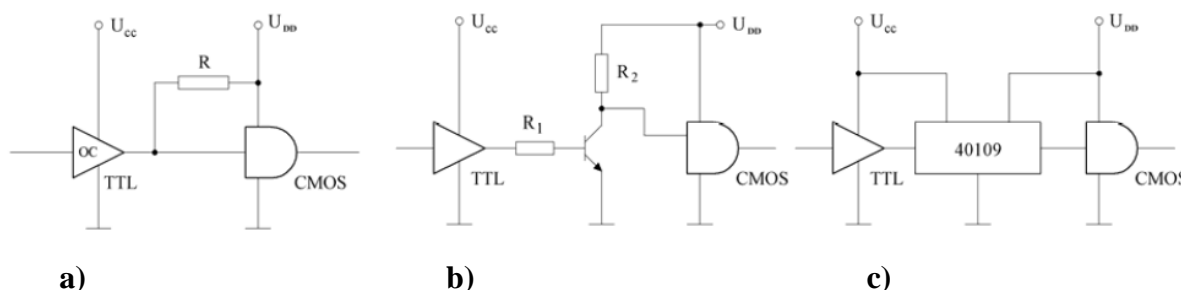 U_CC U_DD
R
OC
TTL CMOS
a)
U_CC U_DD
R_2
R_1
TTL CMOS
b)
U_CC U_DD
40109
TTL CMOS
c)